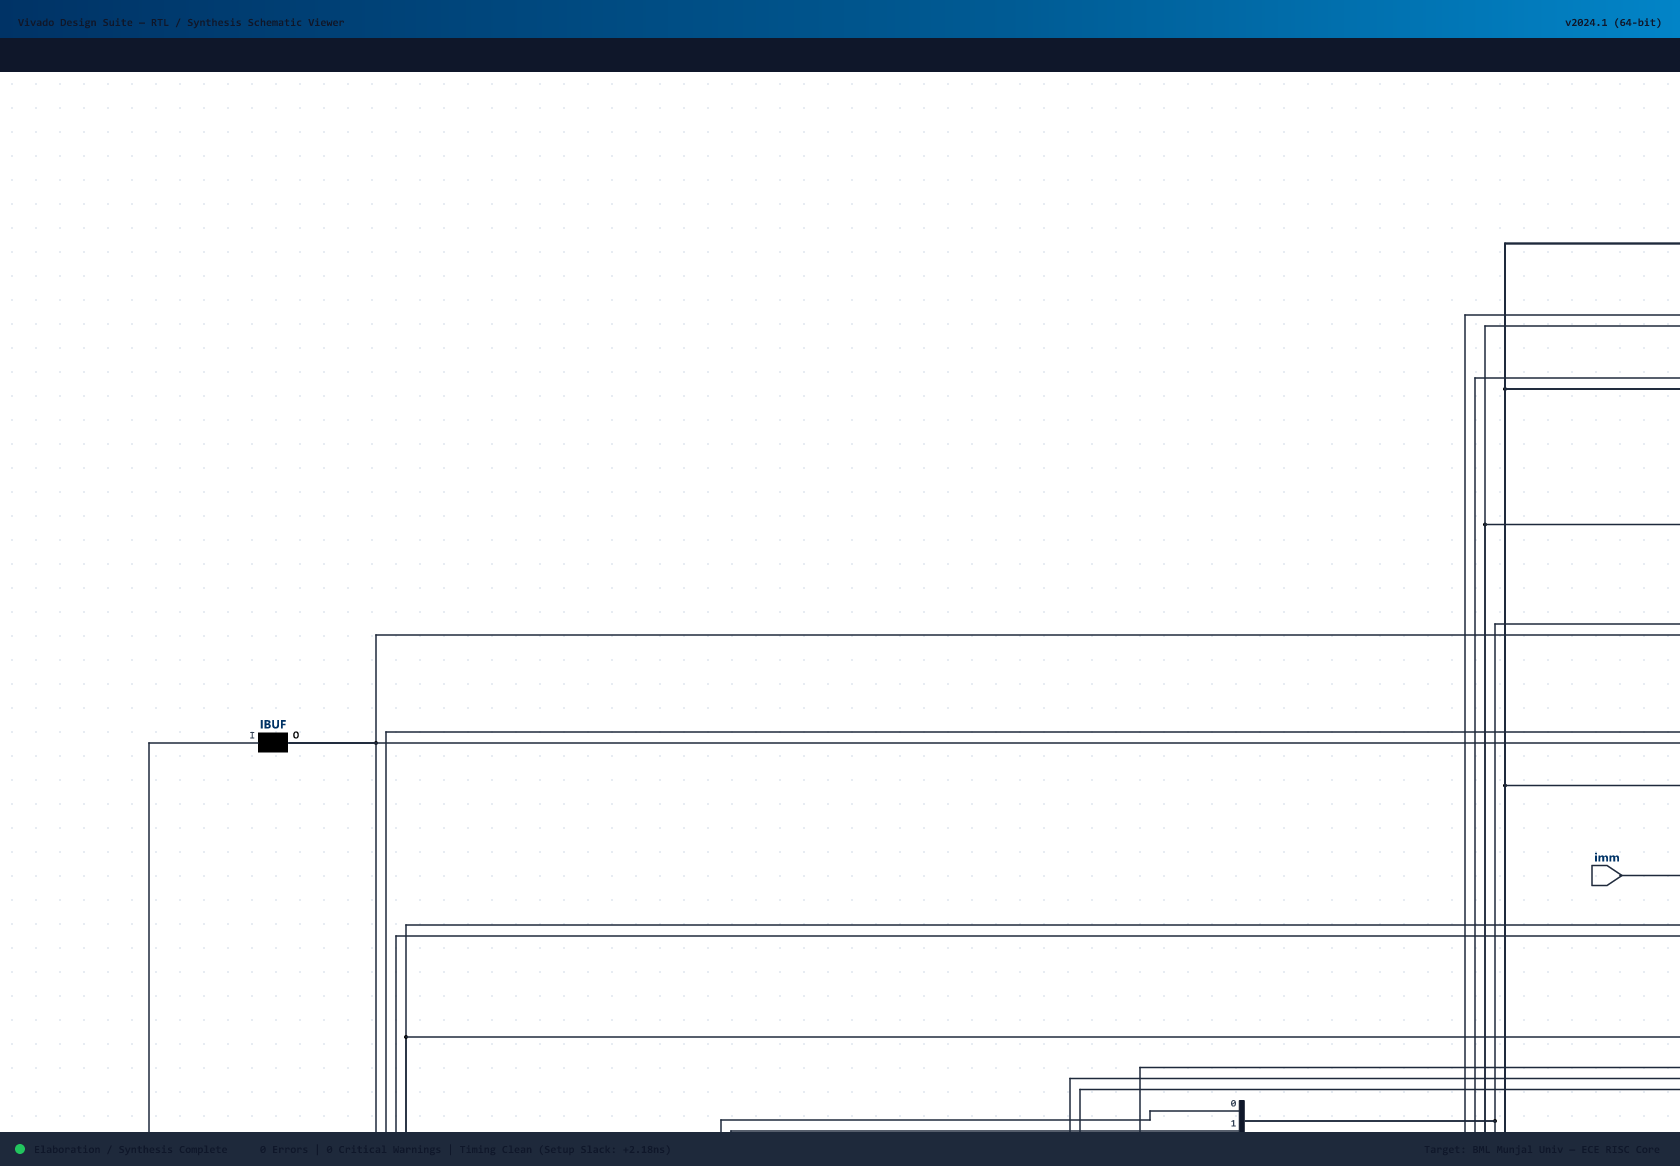 Vivado Design Suite — RTL / Synthesis Schematic Viewer
v2024.1 (64-bit)
IBUF
I
O
imm
0
1
Elaboration / Synthesis Complete
0 Errors | 0 Critical Warnings | Timing Clean (Setup Slack: +2.18ns)
Target: BML Munjal Univ — ECE RISC Core